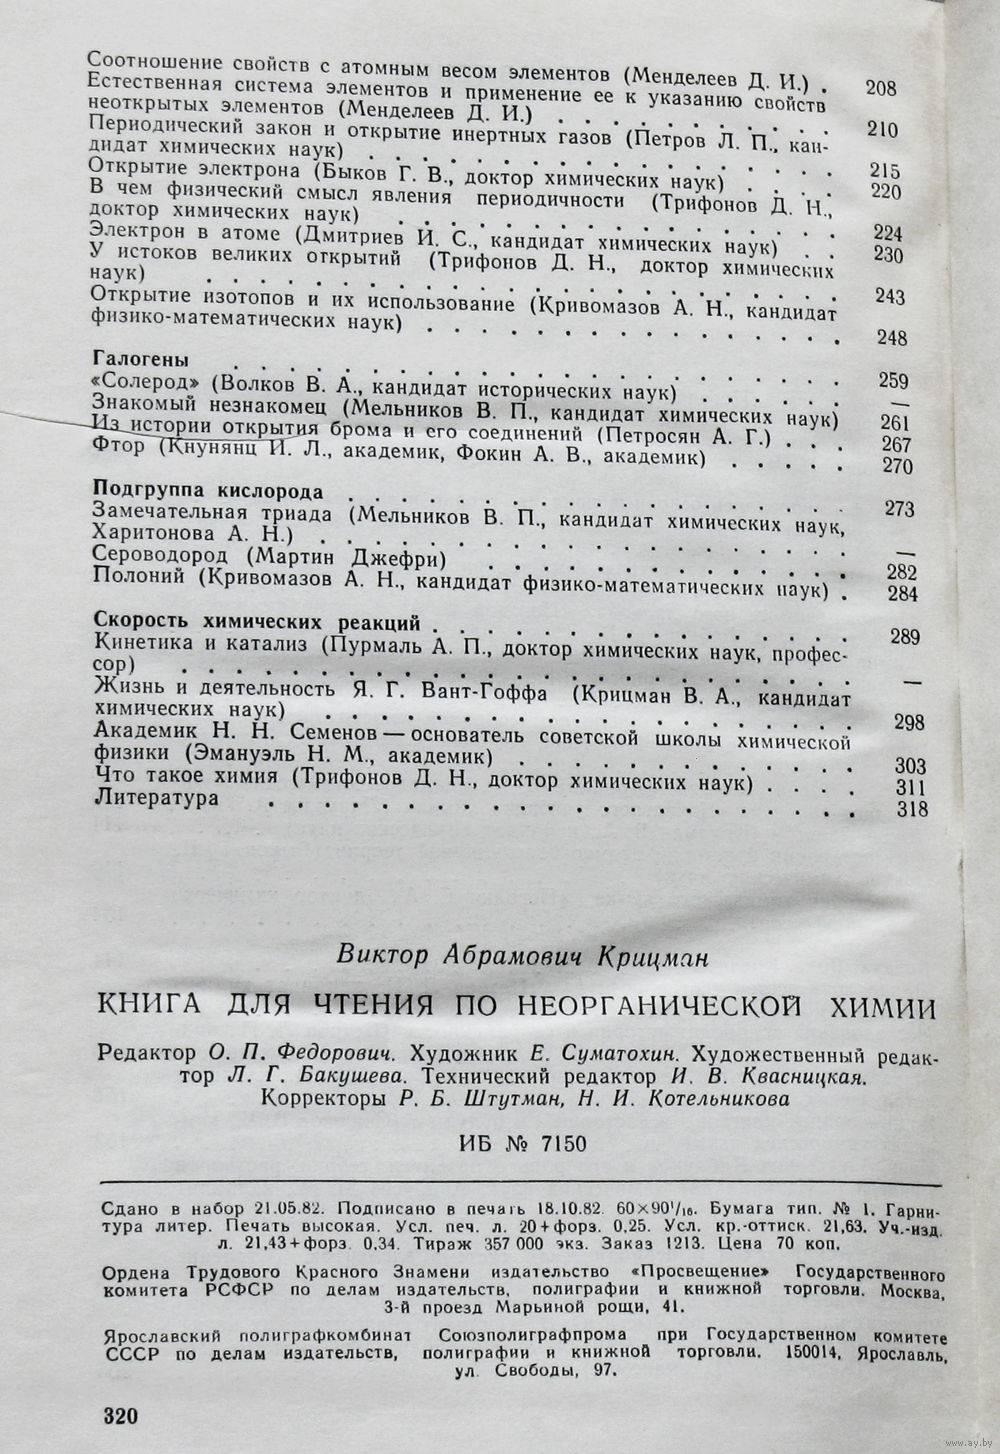 Соотношение свойств с атомным весом элементов (Менделеев Д. И.) . 208
Естественная система элементов и применение ее к указанию свойств
неоткрытых элементов (Менделеев Д. И.) . . . . . . . . . . . 210
Периодический закон и открытие инертных газов (Петров Л. П., кан-
дидат химических наук) . . . . . . . . . . . . . . . . . . 215
Открытие электрона (Быков Г. В., доктор химических наук) . . . . 220
В чем физический смысл явления периодичности (Трифонов Д. Н.,
доктор химических наук) . . . . . . . . . . . . . . . . . 224
Электрон в атоме (Дмитриев И. С., кандидат химических наук) . . 230
У истоков великих открытий (Трифонов Д. Н., доктор химических
наук) . . . . . . . . . . . . . . . . . . . . . . . . 243
Открытие изотопов и их использование (Кривомазов А. Н., кандидат
физико-математических наук) . . . . . . . . . . . . . . . . 248
Галогены . . . . . . . . . . . . . . . . . . . . . . . 259
«Солерод» (Волков В. А., кандидат исторических наук) . . . . . . —
Знакомый незнакомец (Мельников В. П., кандидат химических наук) 261
Из истории открытия брома и его соединений (Петросян А. Г.) . . . 267
Фтор (Кнунянц И. Л., академик, Фокин А. В., академик) . . . . . 270
Подгруппа кислорода . . . . . . . . . . . . . . . . . . . 273
Замечательная триада (Мельников В. П., кандидат химических наук,
Харитонова А. Н.) . . . . . . . . . . . . . . . . . . . . —
Сероводород (Мартин Джефри) . . . . . . . . . . . . . . 282
Полоний (Кривомазов А. Н., кандидат физико-математических наук) . 284
Скорость химических реакций . . . . . . . . . . . . . . . . 289
Кинетика и катализ (Пурмаль А. П., доктор химических наук, профес-
сор) . . . . . . . . . . . . . . . . . . . . . . . . . —
Жизнь и деятельность Я. Г. Вант-Гоффа (Крицман В. А., кандидат
химических наук) . . . . . . . . . . . . . . . . . . . . 298
Академик Н. Н. Семенов — основатель советской школы химической
физики (Эмануэль Н. М., академик) . . . . . . . . . . . . . 303
Что такое химия (Трифонов Д. Н., доктор химических наук) . . . . 311
Литература . . . . . . . . . . . . . . . . . . . . . . 318
Виктор Абрамович Крицман
КНИГА ДЛЯ ЧТЕНИЯ ПО НЕОРГАНИЧЕСКОЙ ХИМИИ
Редактор О. П. Федорович. Художник Е. Суматохин. Художественный редак-
тор Л. Г. Бакушева. Технический редактор И. В. Квасницкая.
Корректоры Р. Б. Штутман, Н. И. Котельникова
ИБ № 7150
Сдано в набор 21.05.82. Подписано в печать 18.10.82. 60×90¹/₁₆. Бумага тип. № 1. Гарни-
тура литер. Печать высокая. Усл. печ. л. 20+форз. 0,25. Усл. кр.-оттиск. 21,63. Уч.-изд.
л. 21,43+форз. 0,34. Тираж 357 000 экз. Заказ 1213. Цена 70 коп.
Ордена Трудового Красного Знамени издательство «Просвещение» Государственного
комитета РСФСР по делам издательств, полиграфии и книжной торговли. Москва,
3-й проезд Марьиной рощи, 41.
Ярославский полиграфкомбинат Союзполиграфпрома при Государственном комитете
СССР по делам издательств, полиграфии и книжной торговли. 150014, Ярославль,
ул. Свободы, 97.
320
www.ay.by